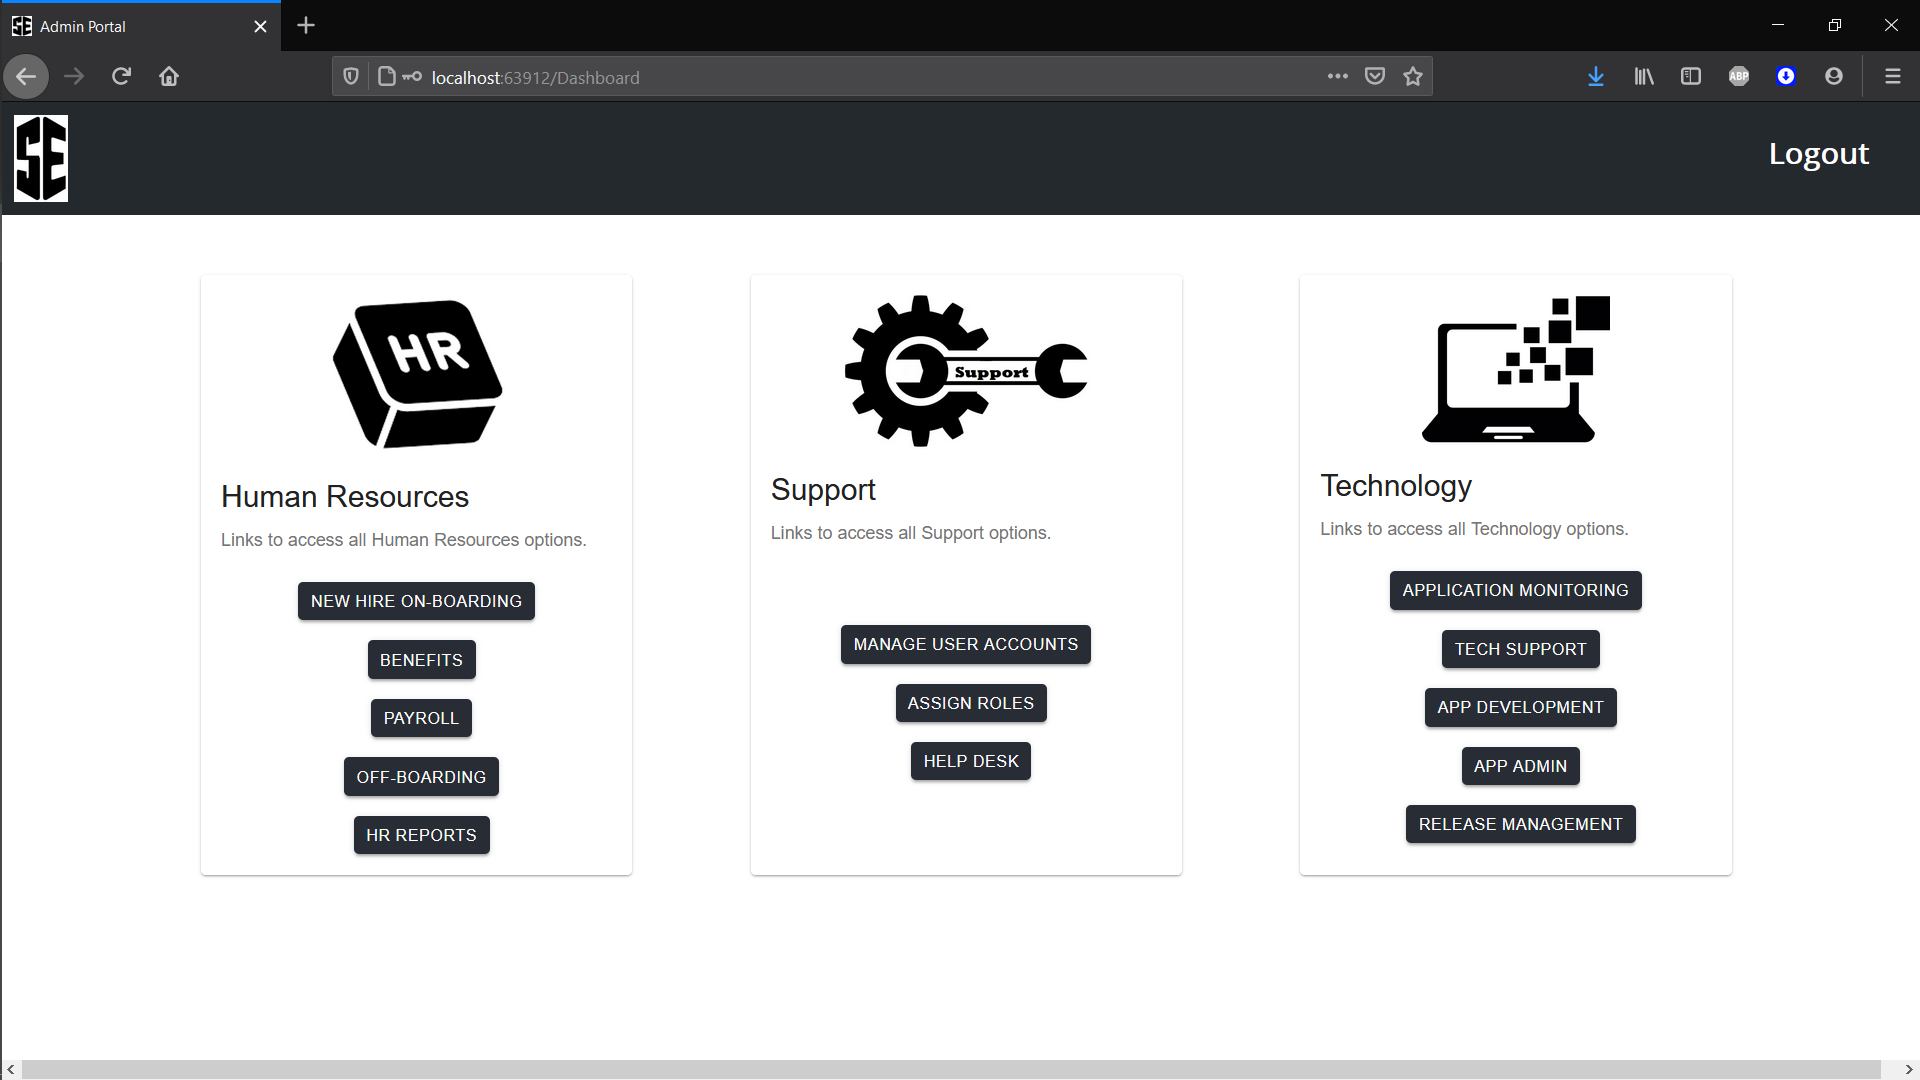 SE Admin Portal
localhost:63912/Dashboard
ABP
SE
Logout
HR
Human Resources
Links to access all Human Resources options.
NEW HIRE ON-BOARDING
BENEFITS
PAYROLL
OFF-BOARDING
HR REPORTS
Support
Support
Links to access all Support options.
MANAGE USER ACCOUNTS
ASSIGN ROLES
HELP DESK
Technology
Links to access all Technology options.
APPLICATION MONITORING
TECH SUPPORT
APP DEVELOPMENT
APP ADMIN
RELEASE MANAGEMENT